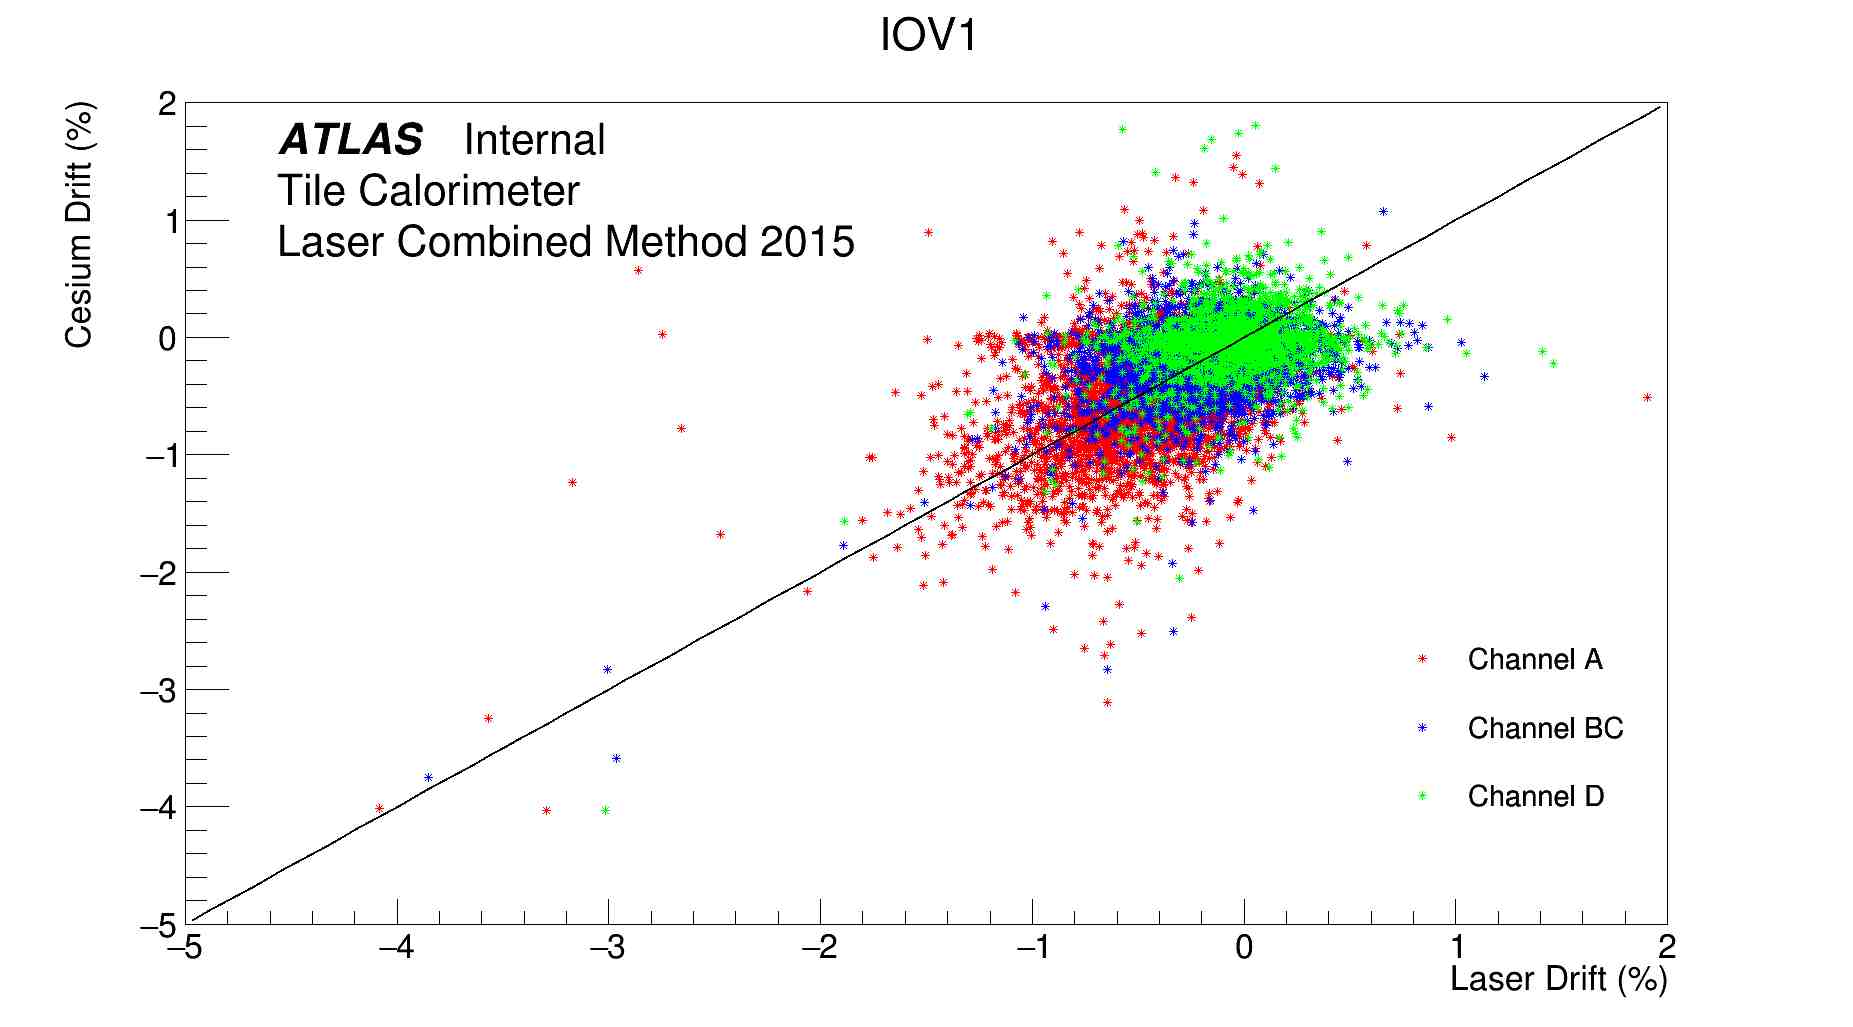 IOV1
Cesium Drift (%)
2
1
0
−1
−2
−3
−4
−5
ATLAS Internal
Tile Calorimeter
Laser Combined Method 2015
Channel A
Channel BC
Channel D
−5 −4 −3 −2 −1 0 1 2
Laser Drift (%)